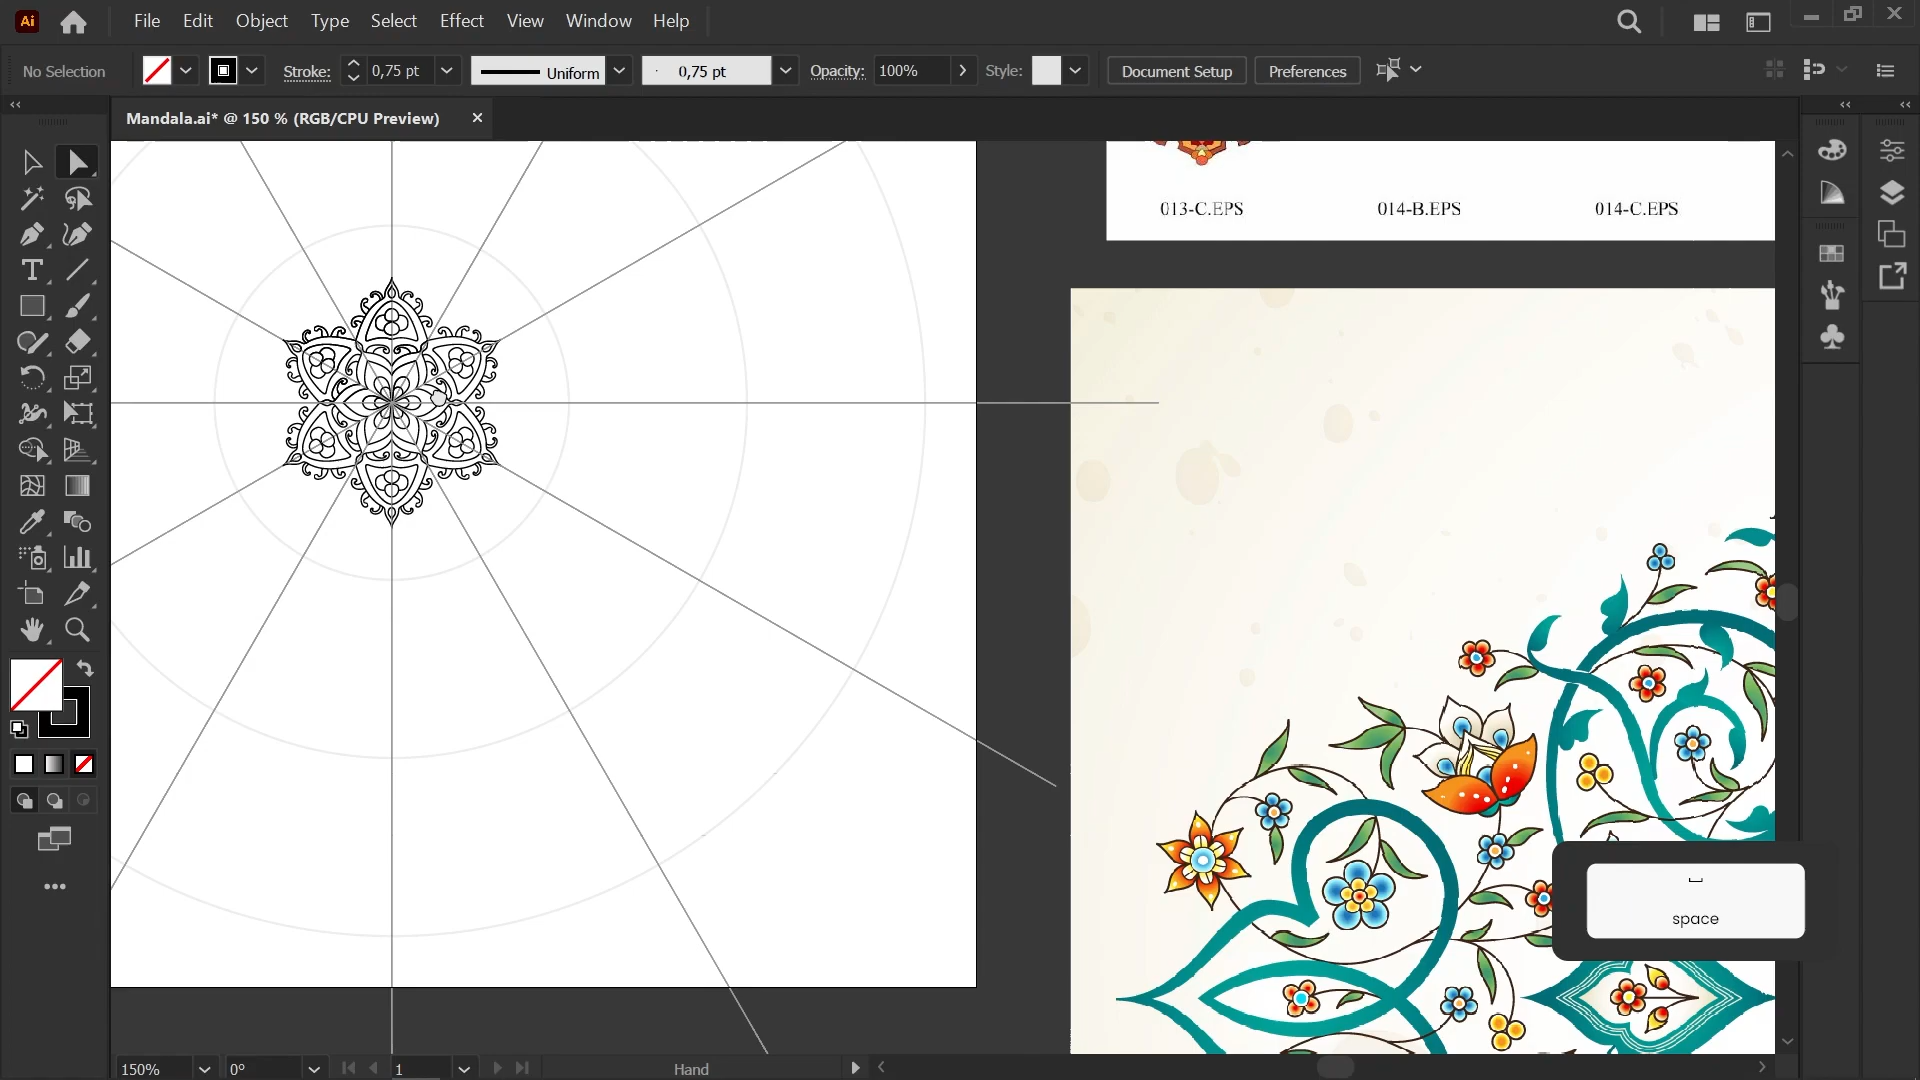 Ai
File Edit Object Type Select Effect View Window Help
No Selection
Stroke: 0,75 pt Uniform 0,75 pt Opacity: 100% Style: Document Setup Preferences
Mandala.ai* @ 150 % (RGB/CPU Preview)
013-C.EPS 014-B.EPS 014-C.EPS
space
150% 0° 1 Hand